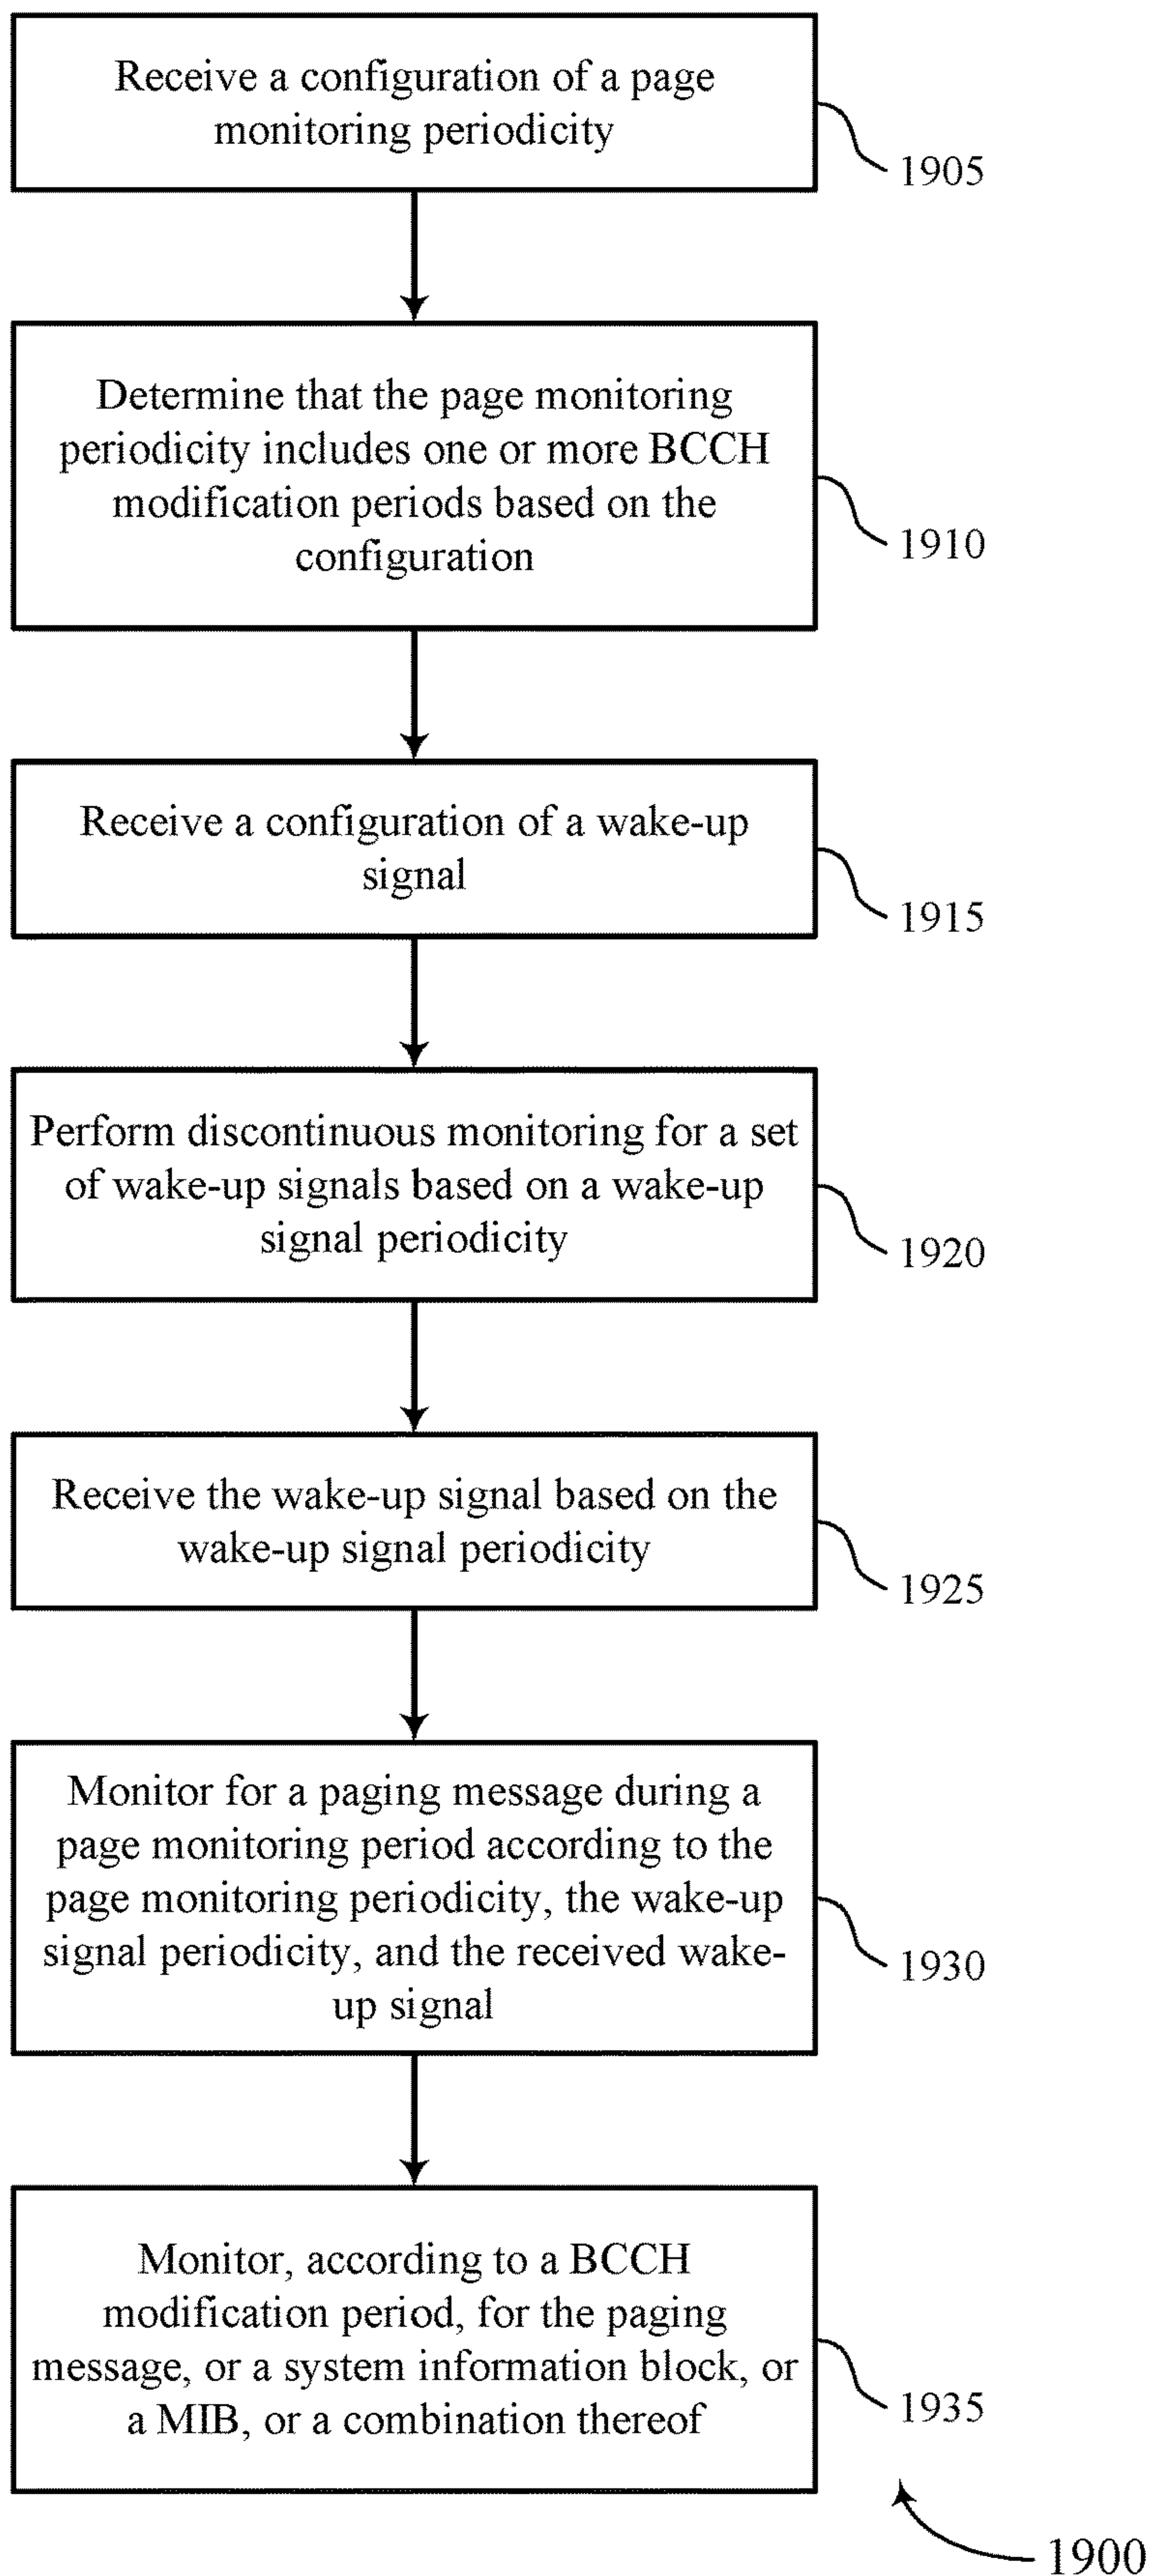 Receive a configuration of a page
monitoring periodicity
1905
Determine that the page monitoring
periodicity includes one or more BCCH
modification periods based on the
configuration
1910
Receive a configuration of a wake-up
signal
1915
Perform discontinuous monitoring for a set
of wake-up signals based on a wake-up
signal periodicity
1920
Receive the wake-up signal based on the
wake-up signal periodicity
1925
Monitor for a paging message during a
page monitoring period according to the
page monitoring periodicity, the wake-up
signal periodicity, and the received wake-
up signal
1930
Monitor, according to a BCCH
modification period, for the paging
message, or a system information block, or
a MIB, or a combination thereof
1935
1900